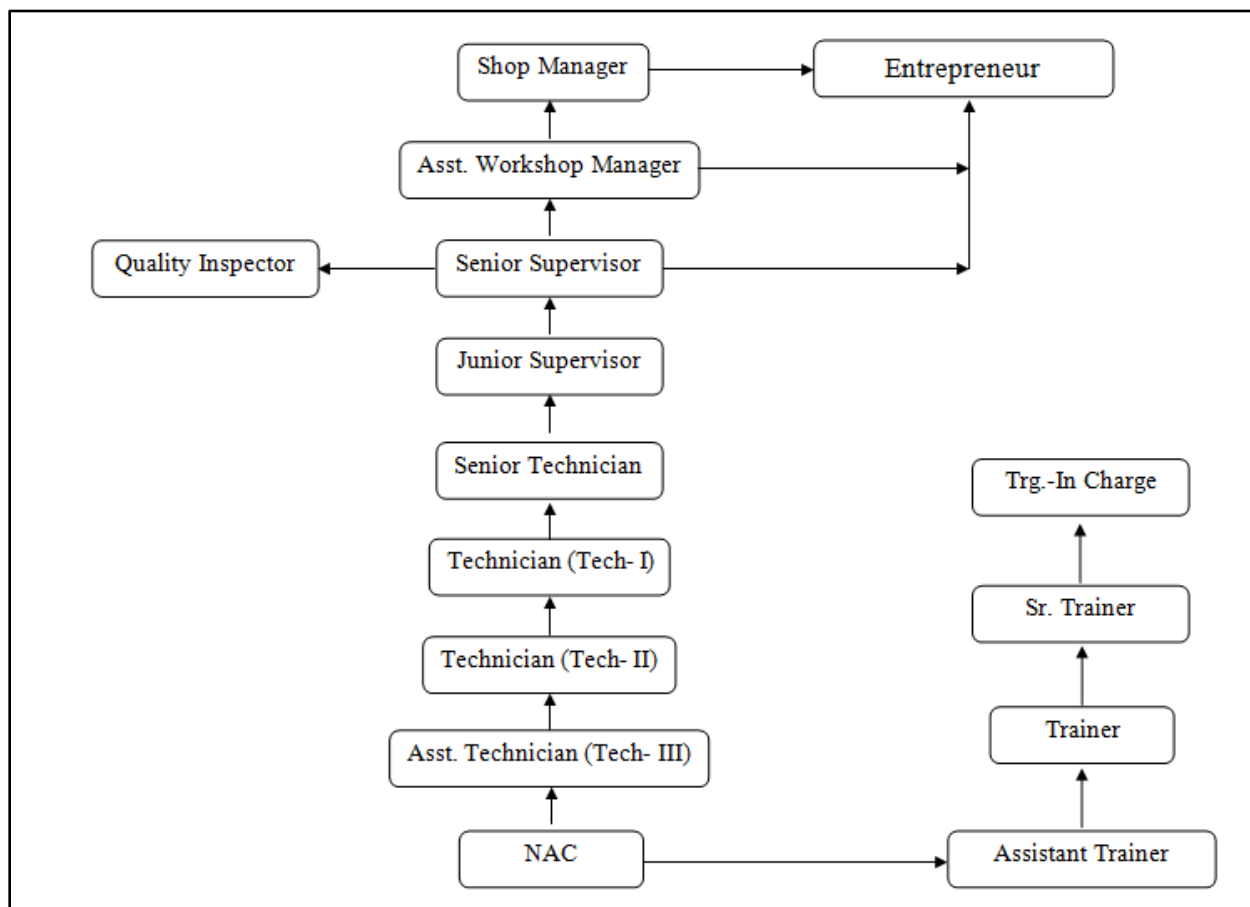 Shop Manager
Entrepreneur
Asst. Workshop Manager
Quality Inspector
Senior Supervisor
Junior Supervisor
Senior Technician
Trg.-In Charge
Technician (Tech- I)
Sr. Trainer
Technician (Tech- II)
Trainer
Asst. Technician (Tech- III)
NAC
Assistant Trainer